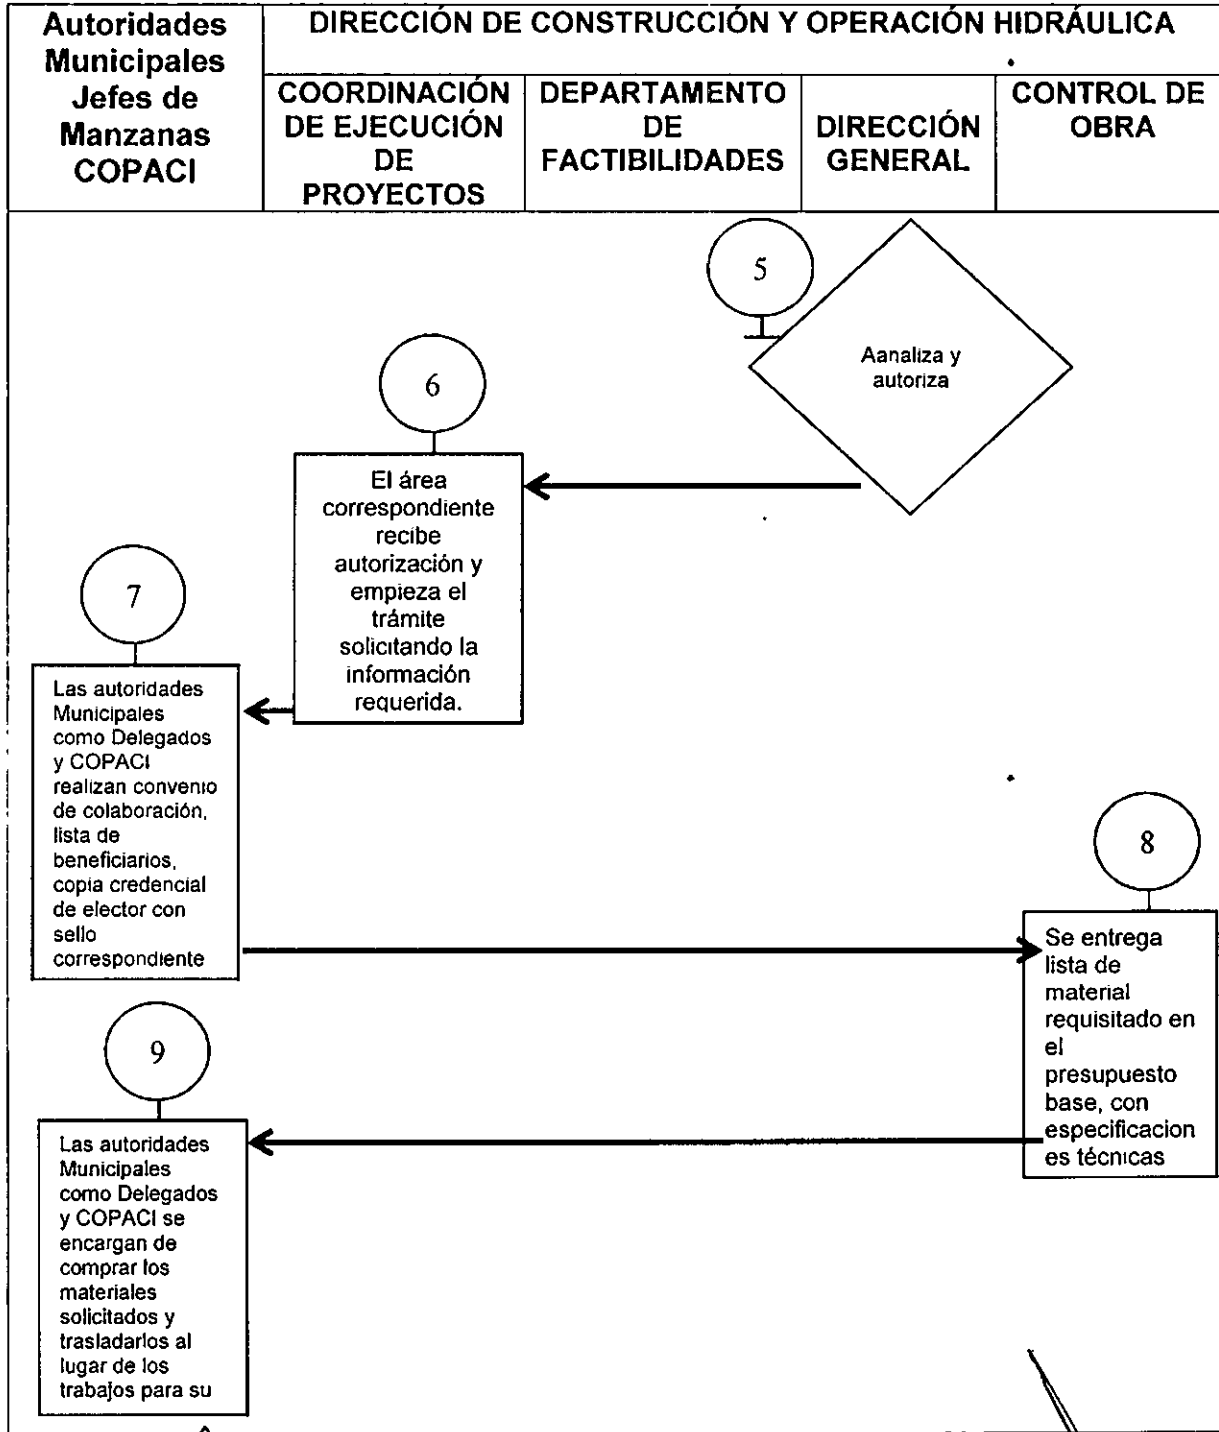 Autoridades
Municipales
Jefes de
Manzanas
COPACI
DIRECCIÓN DE CONSTRUCCIÓN Y OPERACIÓN HIDRÁULICA
COORDINACIÓN
DE EJECUCIÓN
DE
PROYECTOS
DEPARTAMENTO
DE
FACTIBILIDADES
DIRECCIÓN
GENERAL
CONTROL DE
OBRA
5
Aanaliza y
autoriza
6
El área
correspondiente
recibe
autorización y
empieza el
trámite
solicitando la
información
requerida.
7
Las autoridades
Municipales
como Delegados
y COPACI
realizan convenio
de colaboración,
lista de
beneficiarios,
copia credencial
de elector con
sello
correspondiente
8
Se entrega
lista de
material
requisitado en
el
presupuesto
base, con
especificacion
es técnicas
9
Las autoridades
Municipales
como Delegados
y COPACI se
encargan de
comprar los
materiales
solicitados y
trasladarlos al
lugar de los
trabajos para su